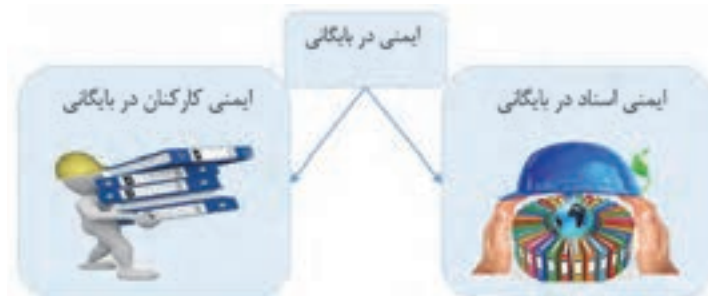 ایمنی در بایگانی
ایمنی اسناد در بایگانی
ایمنی کارکنان در بایگانی